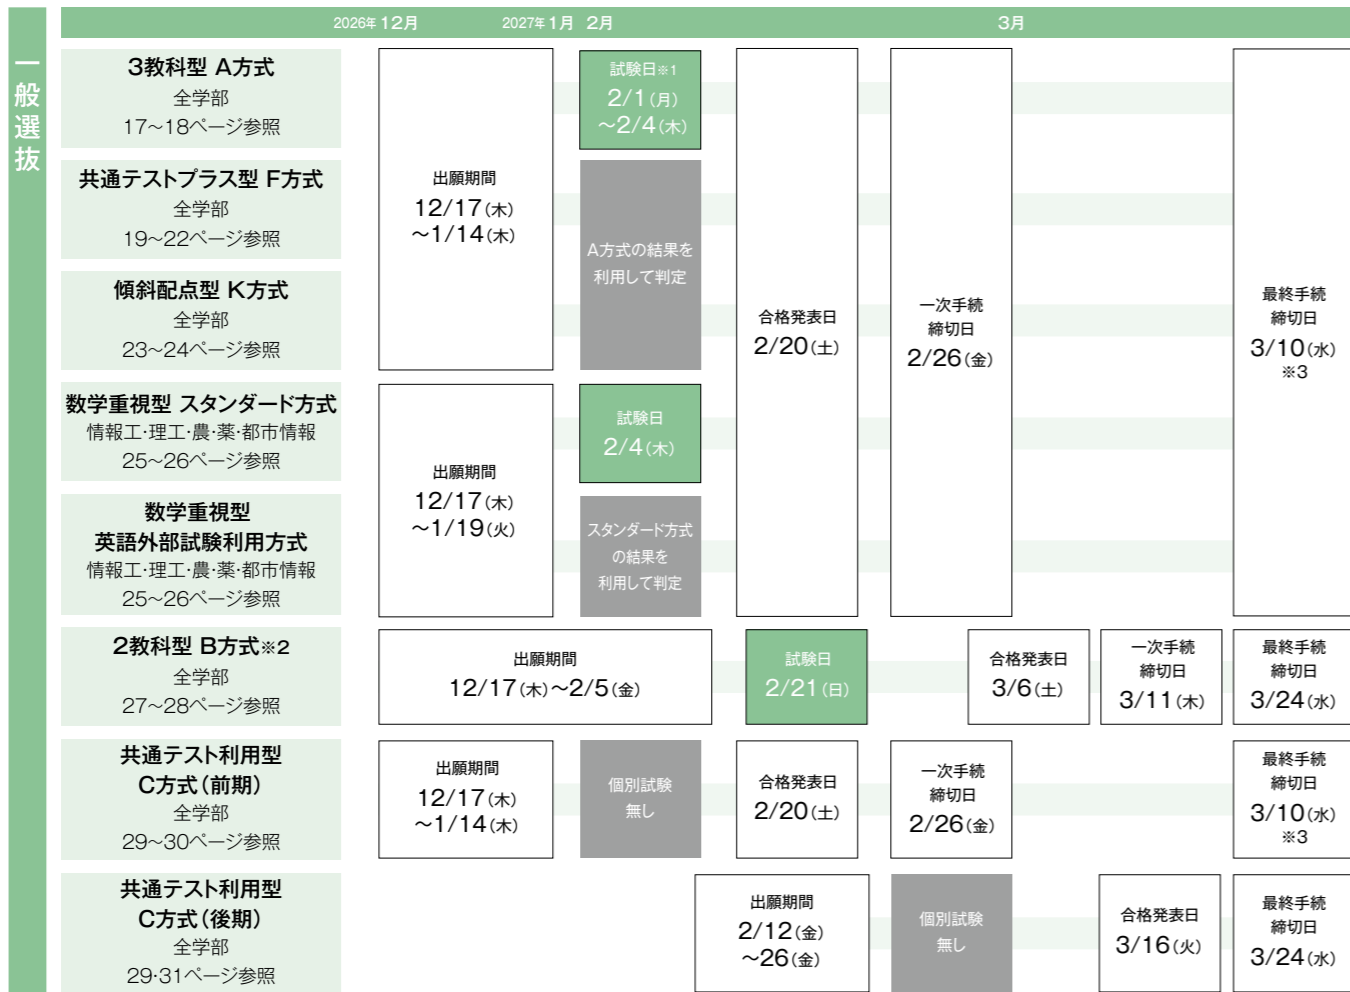 2026年 12月
2027年 1月 2月
3月
一般選抜
3教科型 A方式
全学部
17～18ページ参照
共通テストプラス型 F方式
全学部
19～22ページ参照
傾斜配点型 K方式
全学部
23～24ページ参照
出願期間
12/17(木)
～1/14(木)
試験日※1
2/1(月)
～2/4(木)
A方式の結果を
利用して判定
数学重視型 スタンダード方式
情報工・理工・農・薬・都市情報
25～26ページ参照
数学重視型
英語外部試験利用方式
情報工・理工・農・薬・都市情報
25～26ページ参照
出願期間
12/17(木)
～1/19(火)
試験日
2/4(木)
スタンダード方式
の結果を
利用して判定
合格発表日
2/20(土)
一次手続
締切日
2/26(金)
最終手続
締切日
3/10(水)
※3
2教科型 B方式※2
全学部
27～28ページ参照
出願期間
12/17(木)～2/5(金)
試験日
2/21(日)
合格発表日
3/6(土)
一次手続
締切日
3/11(木)
最終手続
締切日
3/24(水)
共通テスト利用型
C方式(前期)
全学部
29～30ページ参照
出願期間
12/17(木)
～1/14(木)
個別試験
無し
合格発表日
2/20(土)
一次手続
締切日
2/26(金)
最終手続
締切日
3/10(水)
※3
共通テスト利用型
C方式(後期)
全学部
29・31ページ参照
出願期間
2/12(金)
～26(金)
個別試験
無し
合格発表日
3/16(火)
最終手続
締切日
3/24(水)